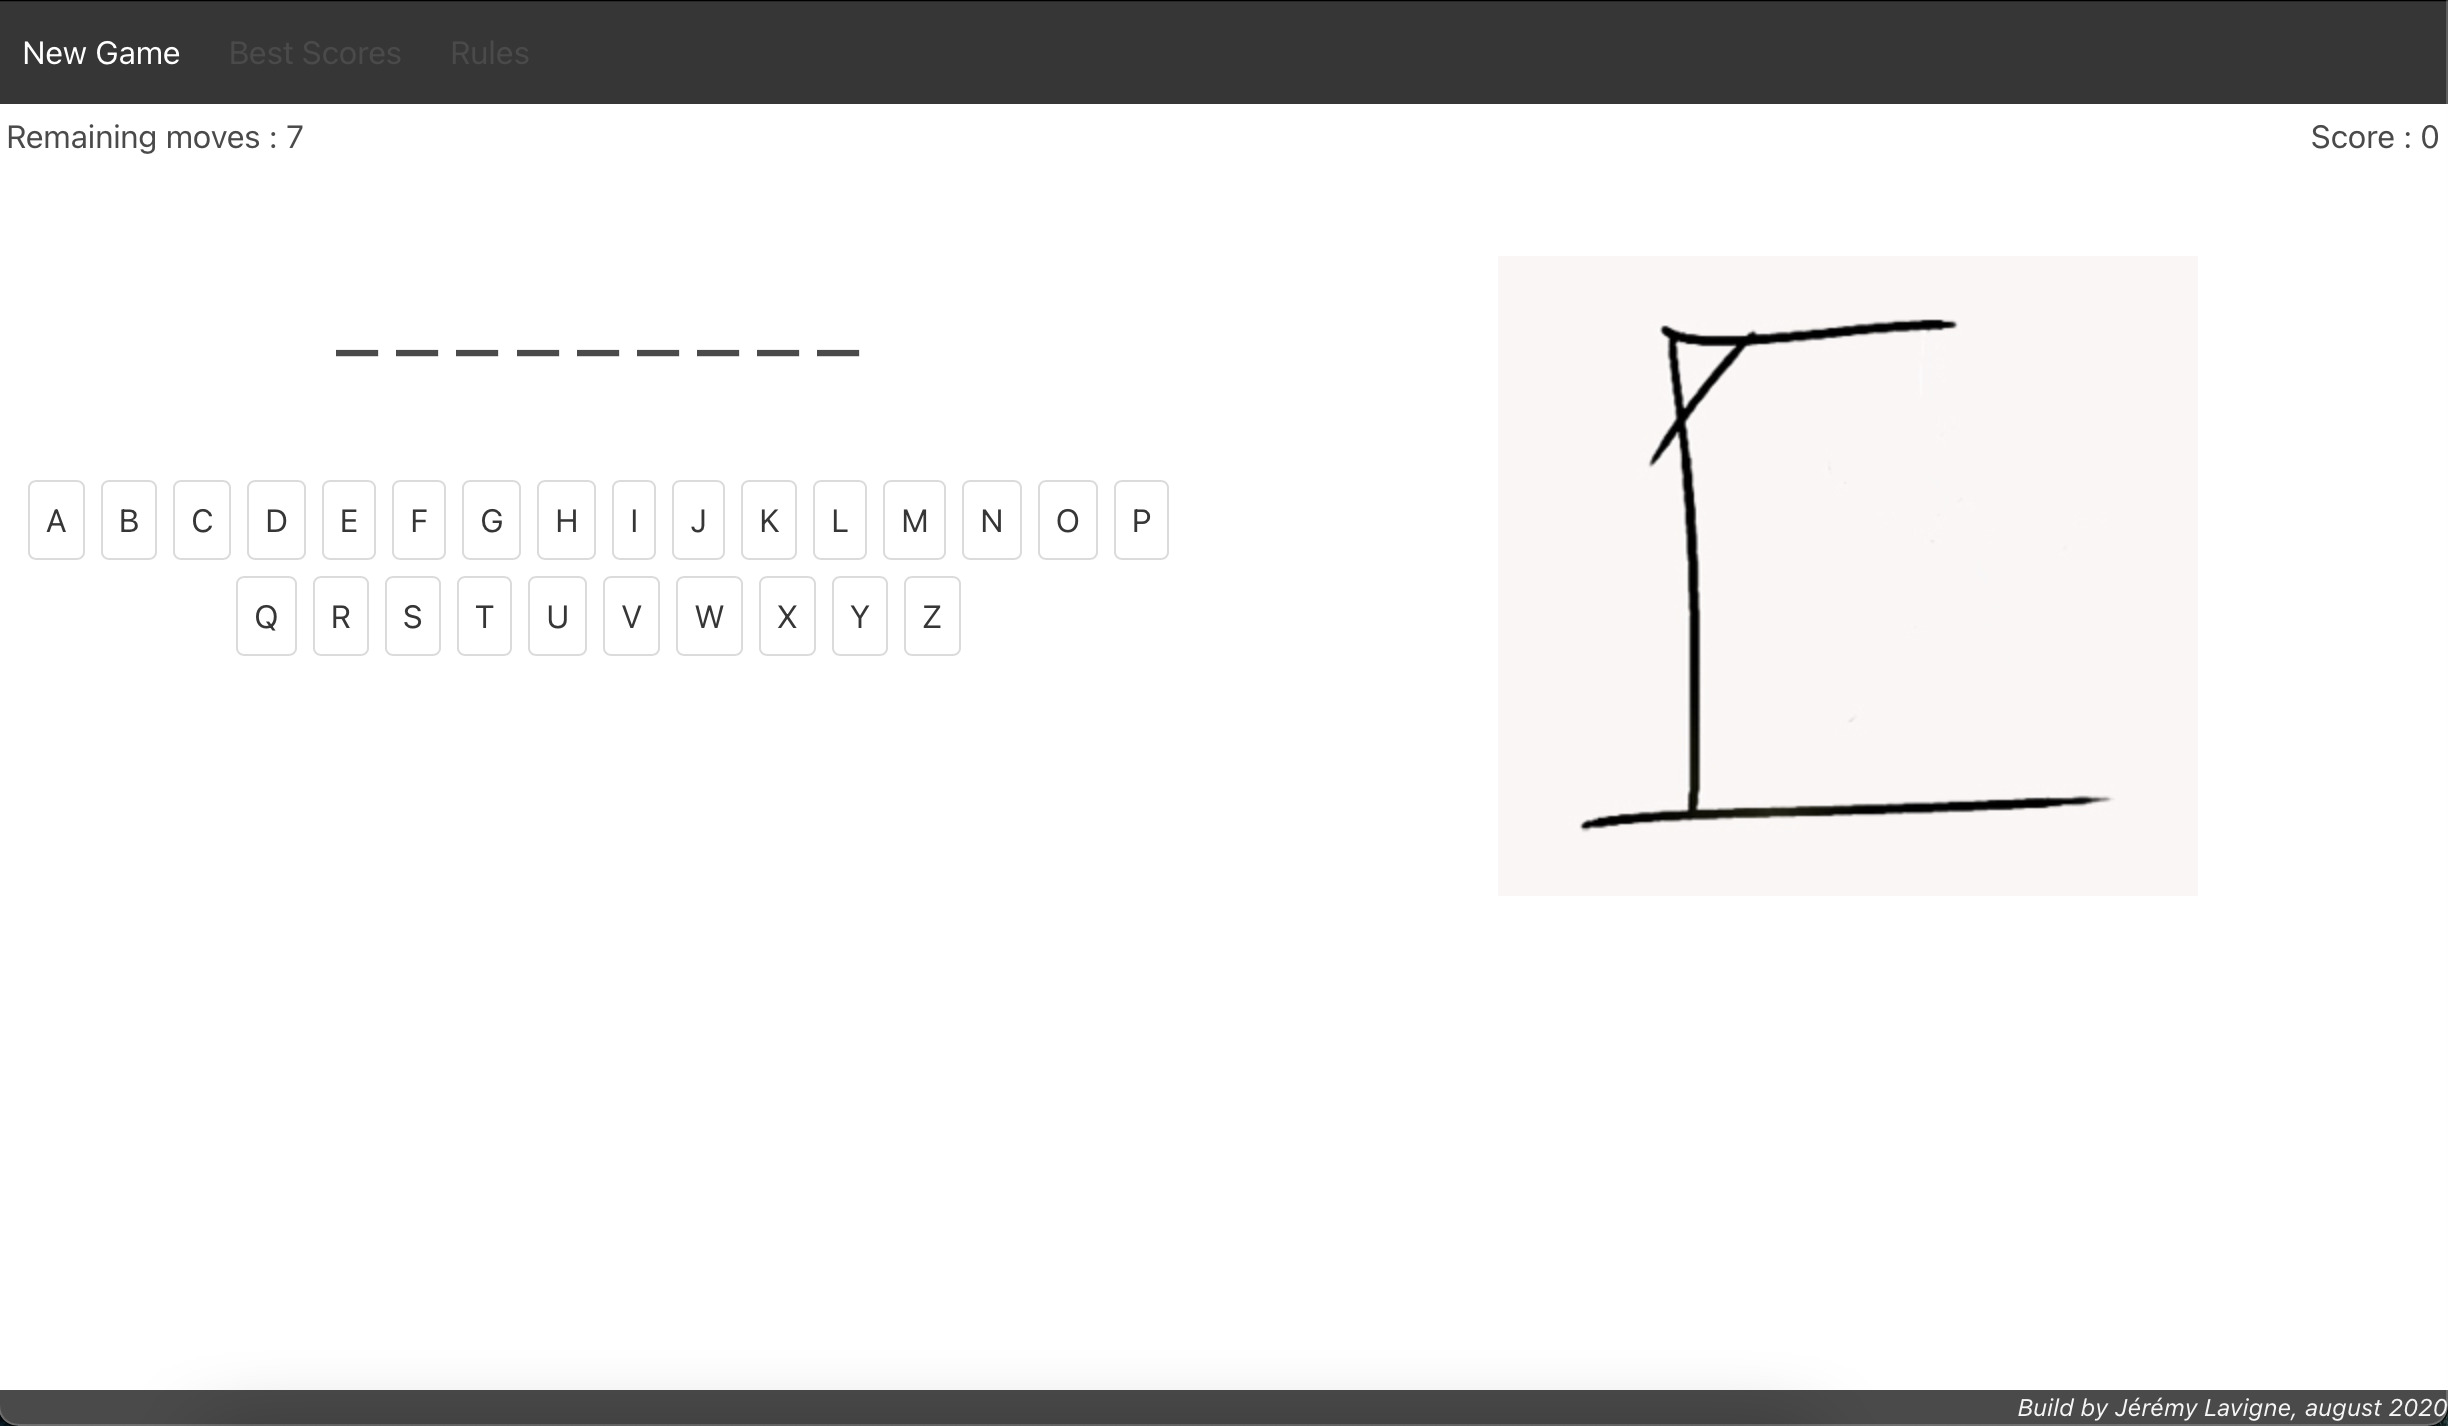 New Game Best Scores Rules
Remaining moves : 7 Score : 0
_ _ _ _ _ _ _ _ _
A B C D E F G H I J K L M N O P
Q R S T U V W X Y Z
Build by Jérémy Lavigne, august 2020